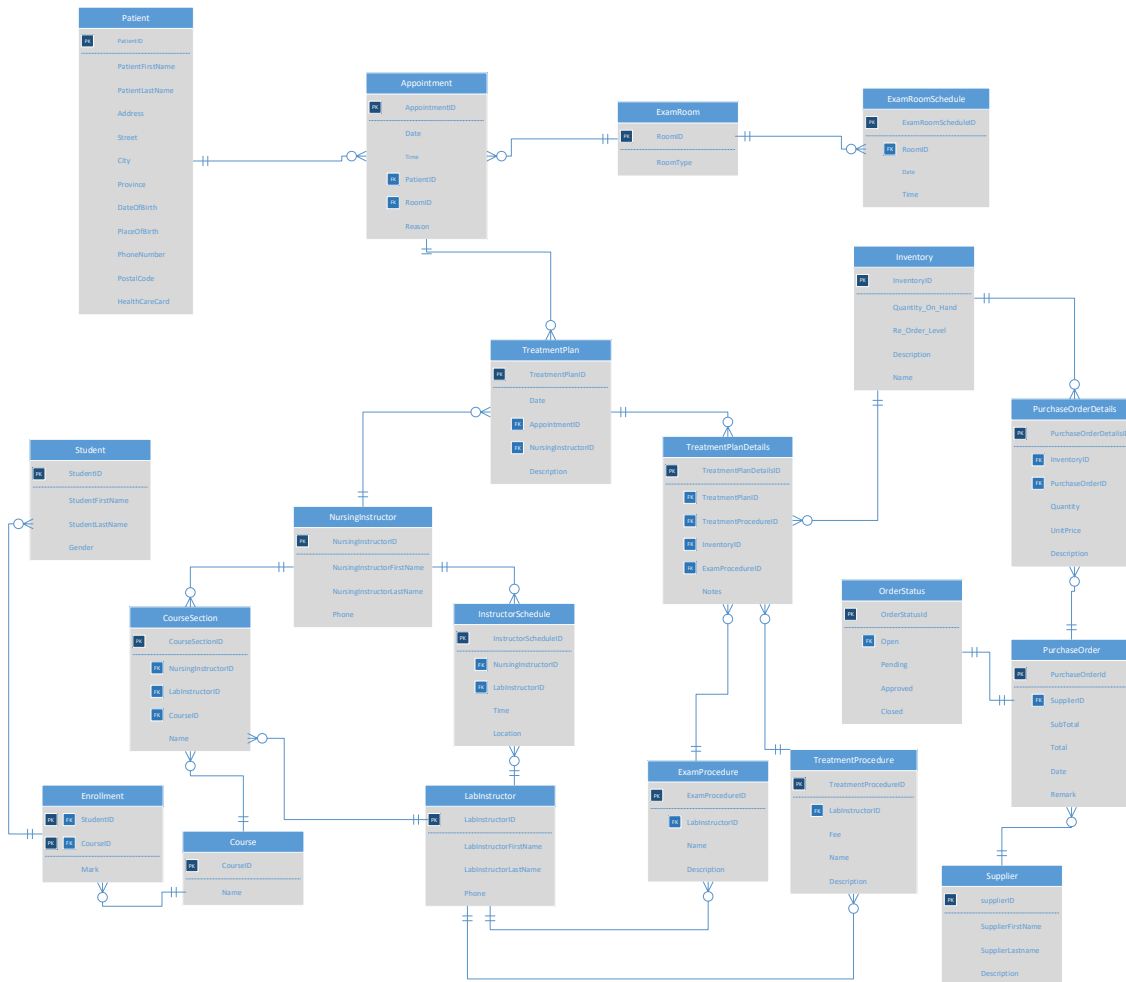 Patient
PK PatientID
PatientFirstName
PatientLastName
Address
Street
City
Province
DateOfBirth
PlaceOfBirth
PhoneNumber
PostalCode
HealthCareCard
Appointment
PK AppointmentID
Date
Time
FK PatientID
FK RoomID
Reason
ExamRoom
PK RoomID
RoomType
ExamRoomSchedule
PK ExamRoomScheduleID
FK RoomID
Date
Time
Inventory
PK InventoryID
Quantity_On_Hand
Re_Order_Level
Description
Name
TreatmentPlan
PK TreatmentPlanID
Date
FK AppointmentID
FK NursingInstructorID
Description
PurchaseOrderDetails
PK PurchaseOrderDetailsI
FK InventoryID
FK PurchaseOrderID
Quantity
UnitPrice
Description
TreatmentPlanDetails
PK TreatmentPlanDetailsID
FK TreatmentPlanID
FK TreatmentProcedureID
FK InventoryID
FK ExamProcedureID
Notes
Student
PK StudentID
StudentFirstName
StudentLastName
Gender
NursingInstructor
PK NursingInstructorID
NursingInstructorFirstName
NursingInstructorLastName
Phone
CourseSection
PK CourseSectionID
FK NursingInstructorID
FK LabInstructorID
FK CourseID
Name
InstructorSchedule
PK InstructorScheduleID
FK NursingInstructorID
FK LabInstructorID
Time
Location
OrderStatus
PK OrderStatusId
FK Open
Pending
Approved
Closed
PurchaseOrder
PK PurchaseOrderId
FK SupplierID
SubTotal
Total
Date
Remark
Enrollment
PK FK StudentID
PK FK CourseID
Mark
Course
PK CourseID
Name
LabInstructor
PK LabInstructorID
LabInstructorFirstName
LabInstructorLastName
Phone
ExamProcedure
PK ExamProcedureID
FK LabInstructorID
Name
Description
TreatmentProcedure
PK TreatmentProcedureID
FK LabInstructorID
Fee
Name
Description
Supplier
PK supplierID
SupplierFirstName
SupplierLastname
Description